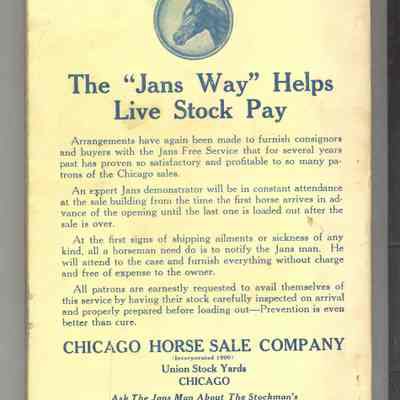 The "Jans Way" Helps
Live Stock Pay
Arrangements have again been made to furnish consignors
and buyers with the Jans Free Service that for several years
past has proven so satisfactory and profitable to so many pa-
trons of the Chicago sales.
An expert Jans demonstrator will be in constant attendance
at the sale building from the time the first horse arrives in ad-
vance of the opening until the last one is loaded out after the
sale is over.
At the first signs of shipping ailments or sickness of any
kind, all a horseman need do is to notify the Jans man. He
will attend to the case and furnish everything without charge
and free of expense to the owner.
All patrons are earnestly requested to avail themselves of
this service by having their stock carefully inspected on arrival
and properly prepared before loading out—Prevention is even
better than cure.
CHICAGO HORSE SALE COMPANY
(Incorporated 1906)
Union Stock Yards
CHICAGO
Ask The Jans Man About The Stockman's